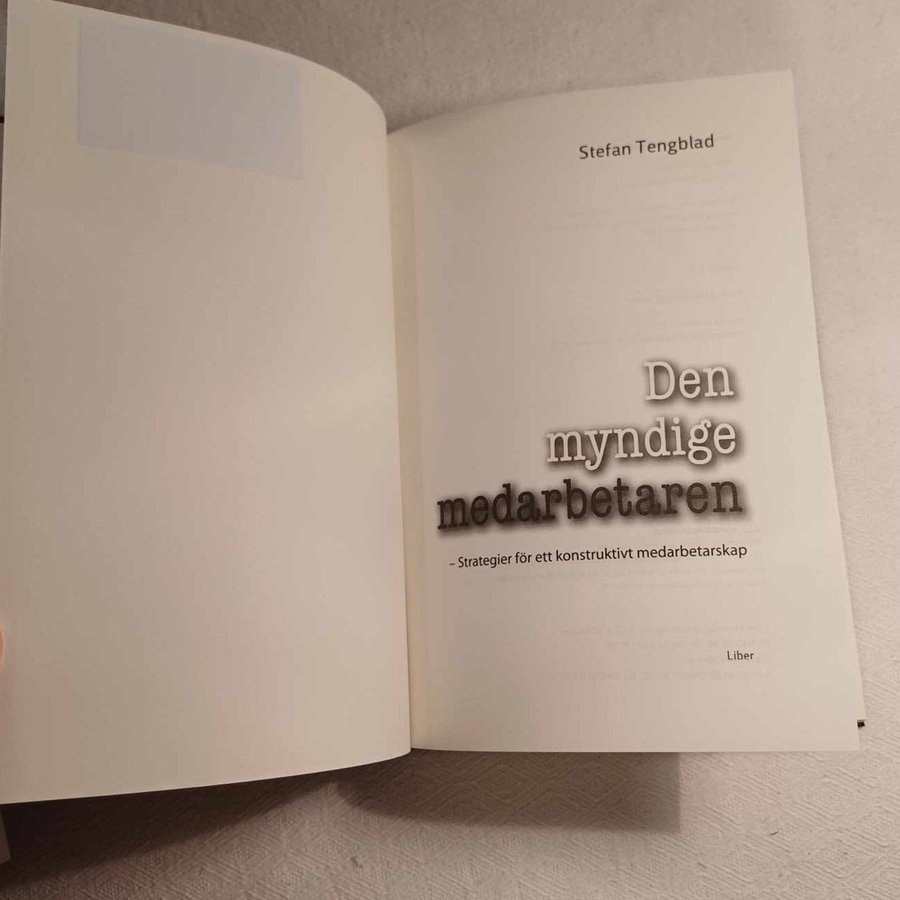 Stefan Tengblad
Den
myndige
medarbetaren
– Strategier för ett konstruktivt medarbetarskap
Liber